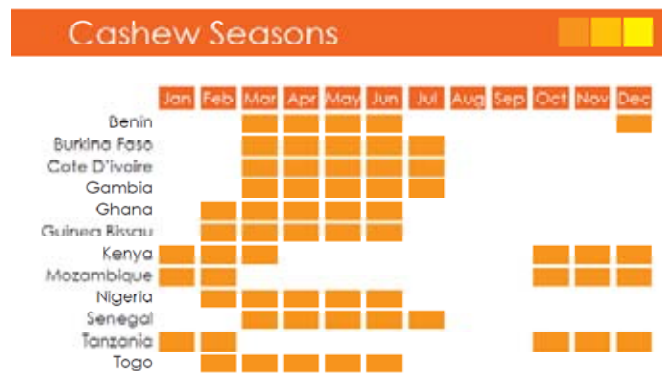 Cashew Seasons
Jan Feb Mar Apr May Jun Jul Aug Sep Oct Nov Dec
Benin
Burkina Faso
Cote D'ivoire
Gambia
Ghana
Guinea Bissau
Kenya
Mozambique
Nigeria
Senegal
Tanzania
Togo